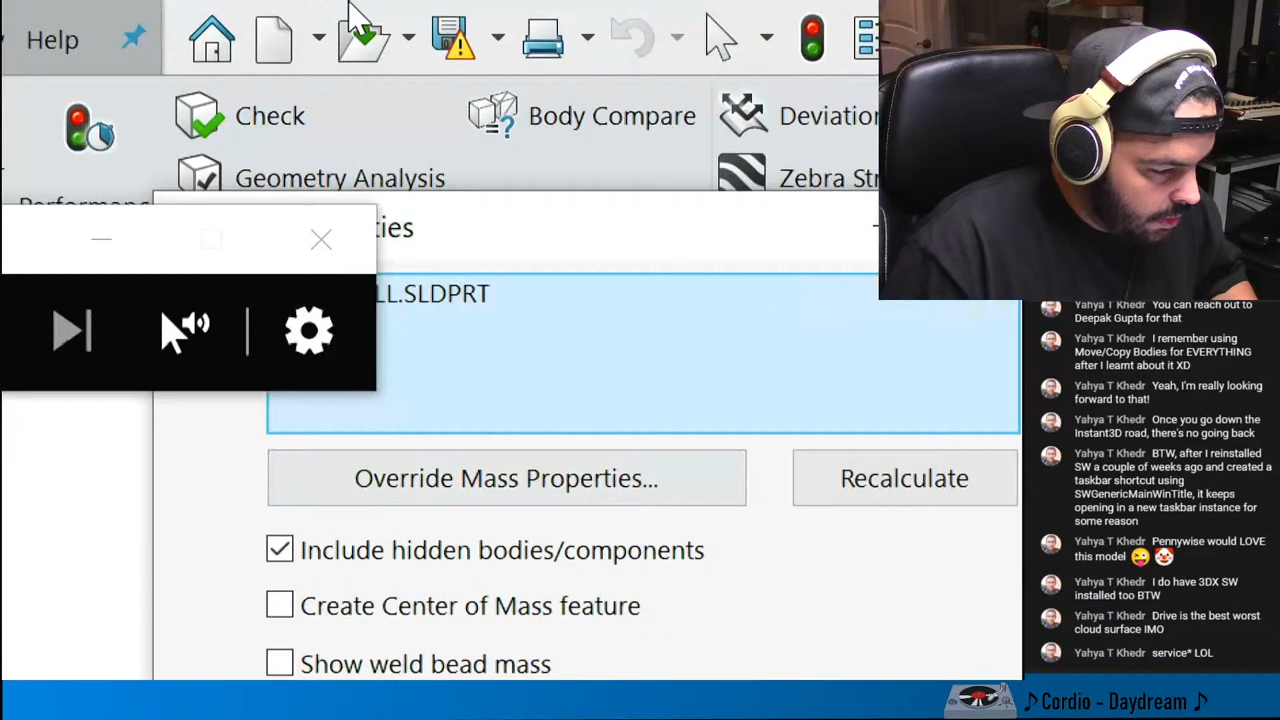 Help
Check
Body Compare
Geometry Analysis
Zebra
LL.SLDPRT
Override Mass Properties...
Recalculate
Include hidden bodies/components
Create Center of Mass feature
Show weld bead mass
Yahya T Khedr You can reach out to
Deepak Gupta for that
Yahya T Khedr I remember using
Move/Copy Bodies for EVERYTHING
after I learnt about it XD
Yahya T Khedr Yeah, I'm really looking
forward to that!
Yahya T Khedr Once you go down the
Instant3D road, there's no going back
Yahya T Khedr BTW, after I reinstalled
SW a couple of weeks ago and created a
taskbar shortcut using
SWGenericMainWinTitle, it keeps
opening in a new taskbar instance for
some reason
Yahya T Khedr Pennywise would LOVE
this model 😜 🤡
Yahya T Khedr I do have 3DX SW
installed too BTW
Yahya T Khedr Drive is the best worst
cloud surface IMO
Yahya T Khedr service* LOL
♪ Cordio - Daydream ♪